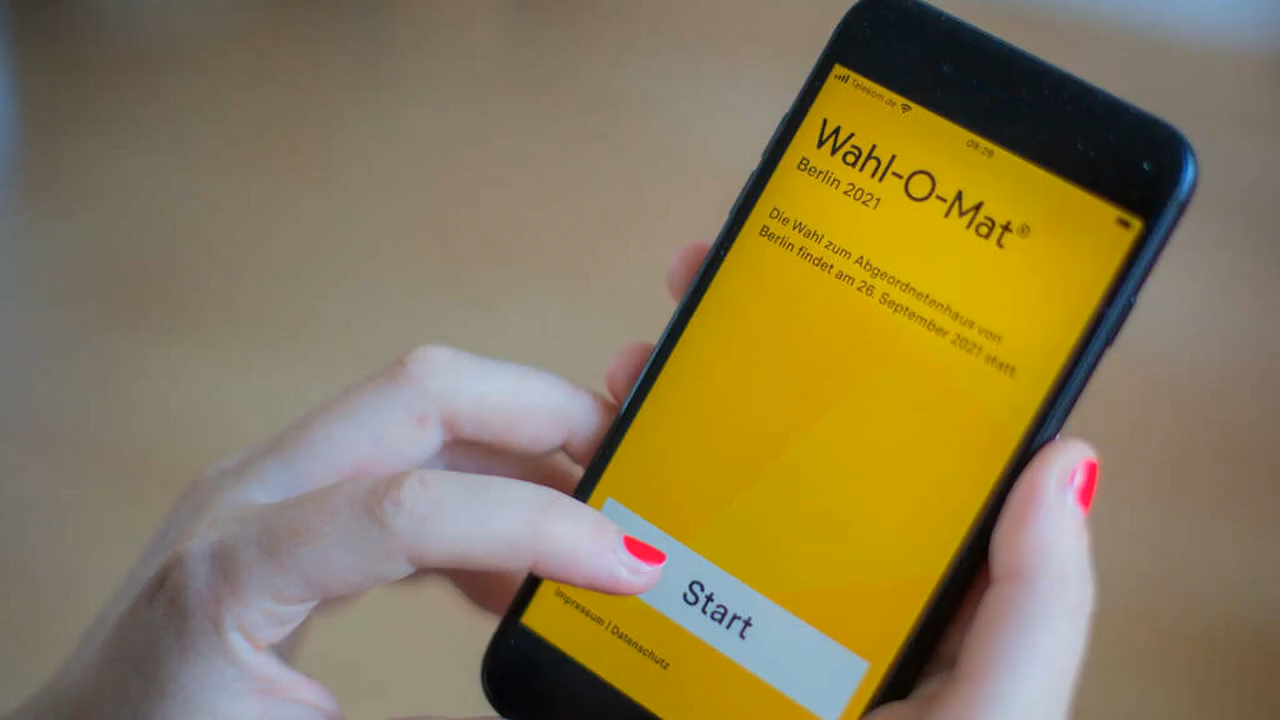 Telekom.de
09:29
Wahl-O-Mat®
Berlin 2021
Die Wahl zum Abgeordnetenhaus von
Berlin findet am 26. September 2021 statt.
Start
Impressum | Datenschutz